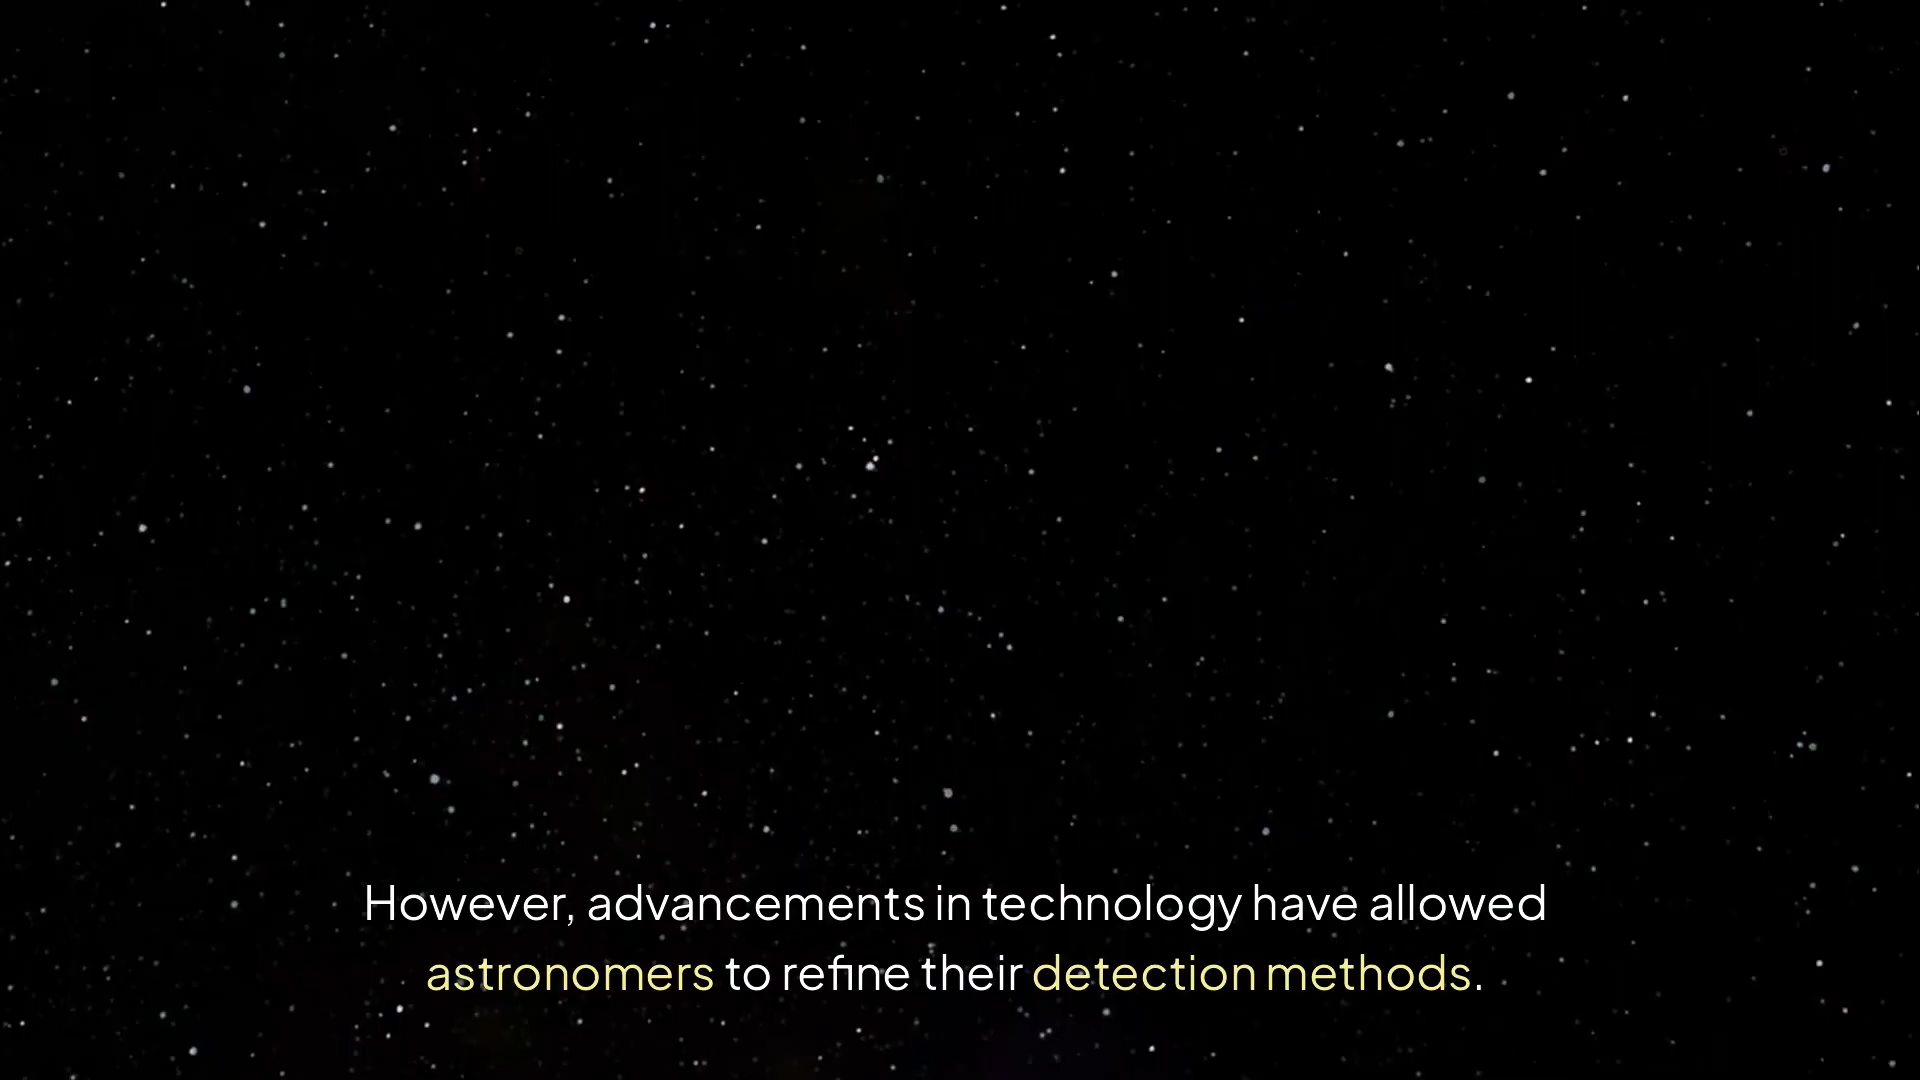 However, advancements in technology have allowed
astronomers to refine their detection methods.